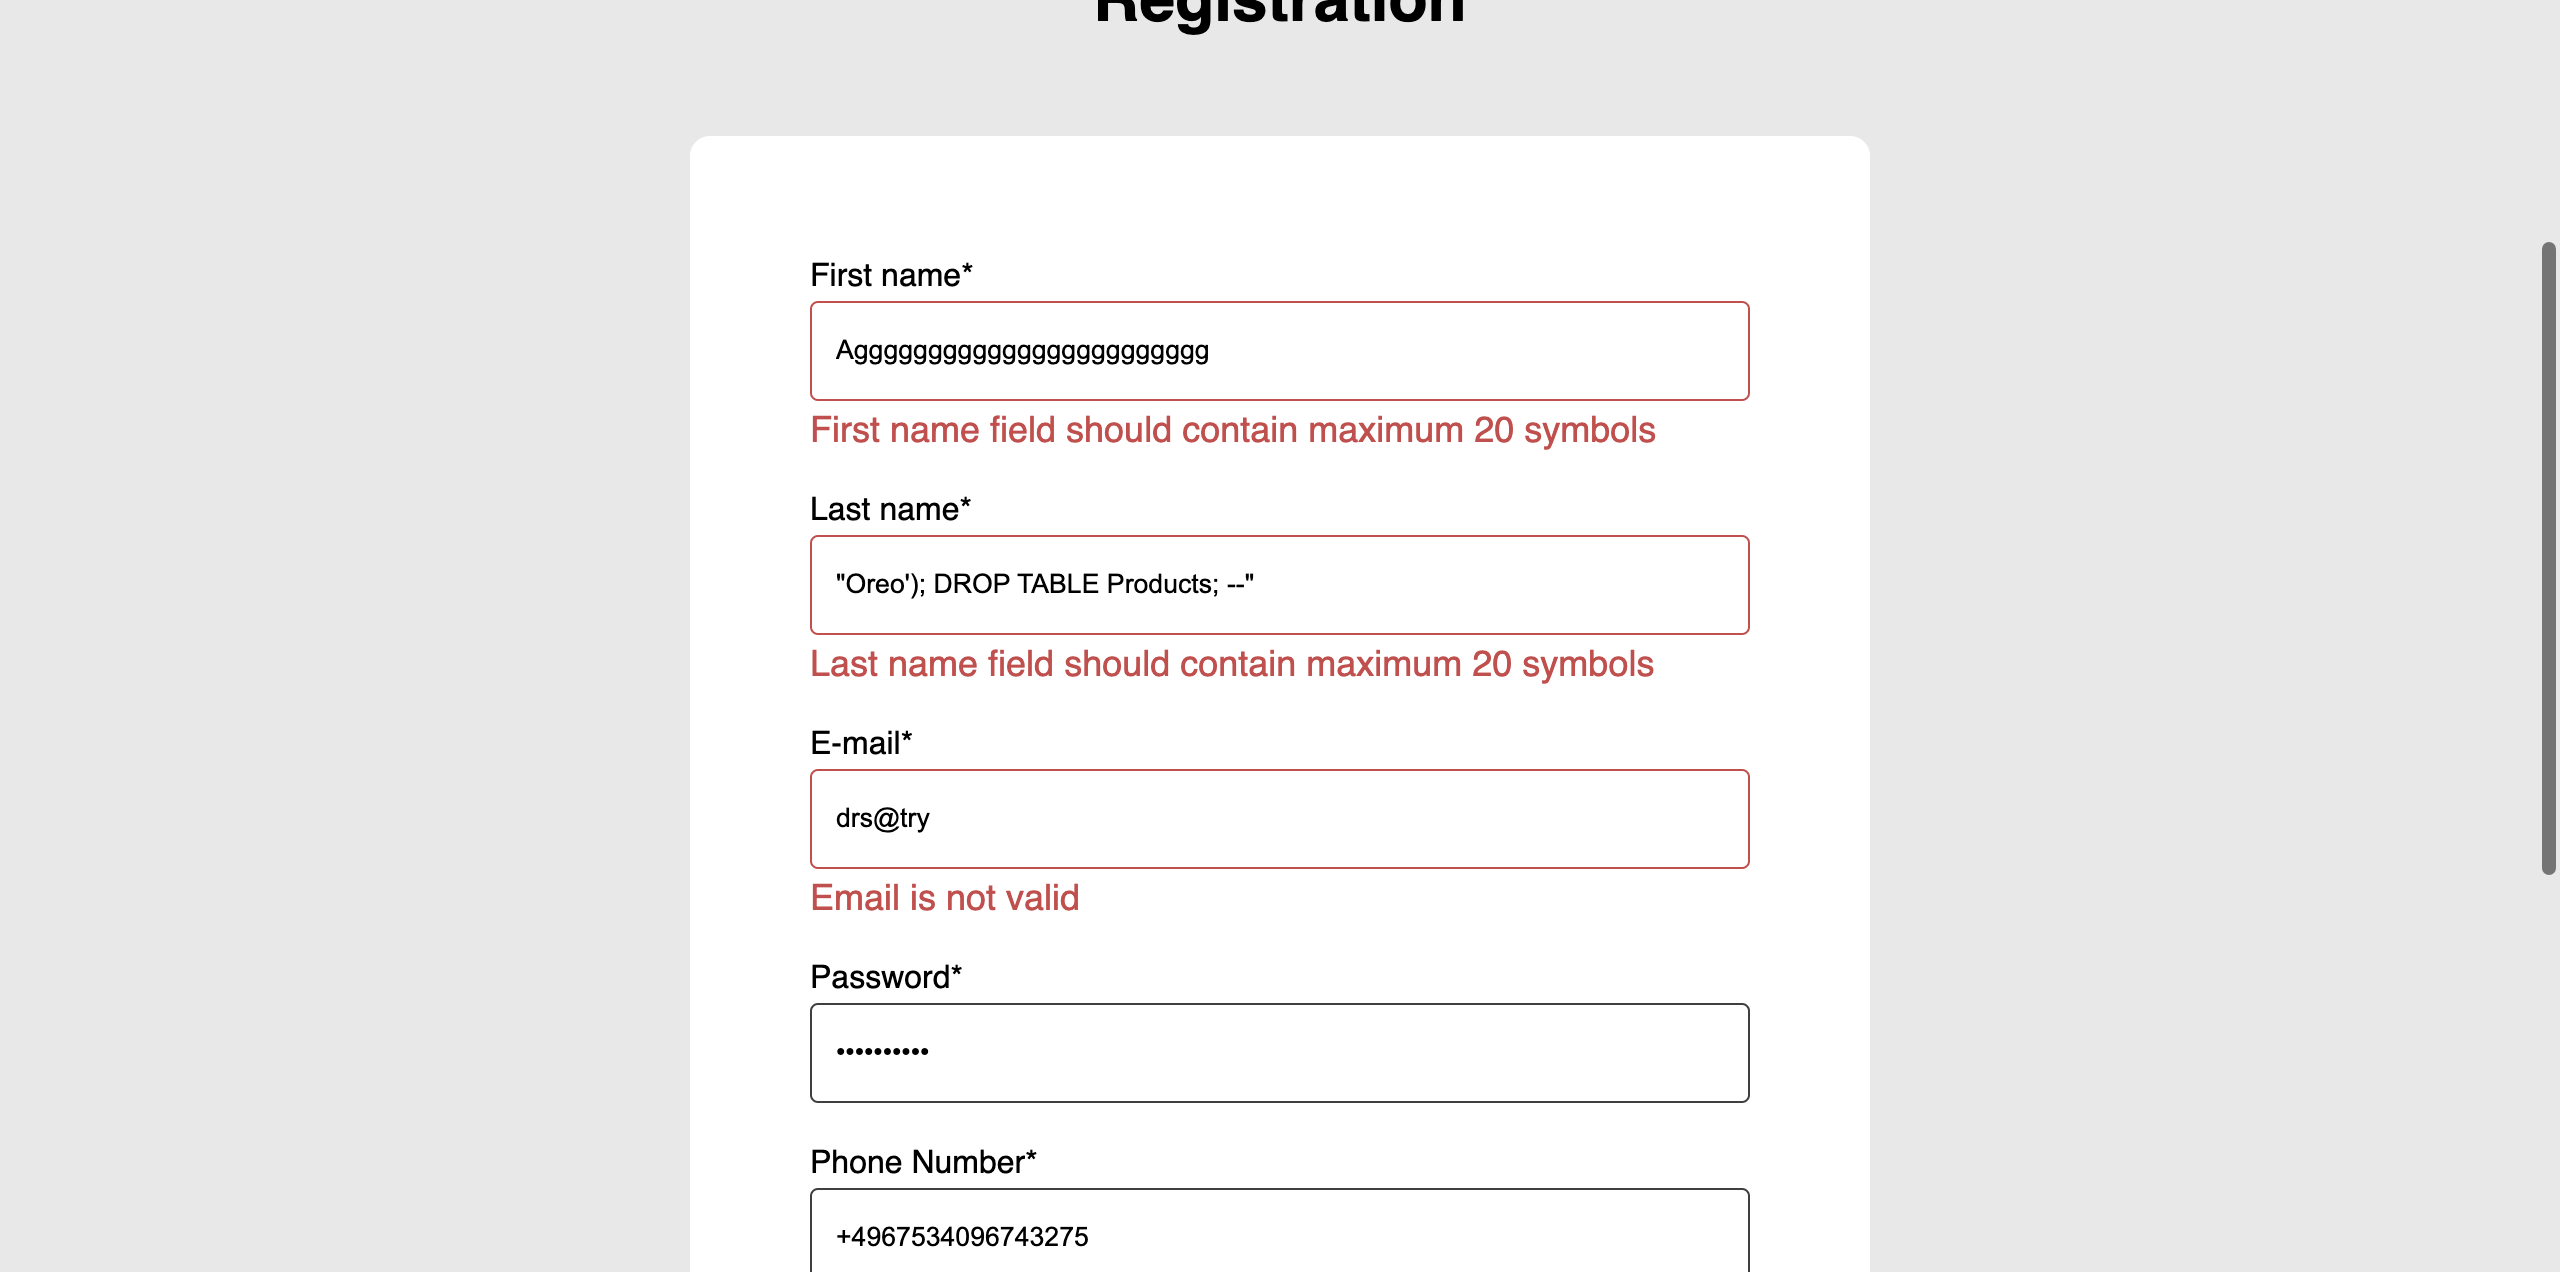 Registration
First name*
Agggggggggggggggggggggggg
First name field should contain maximum 20 symbols
Last name*
"Oreo'); DROP TABLE Products; --"
Last name field should contain maximum 20 symbols
E-mail*
drs@try
Email is not valid
Password*
••••••••••
Phone Number*
+4967534096743275